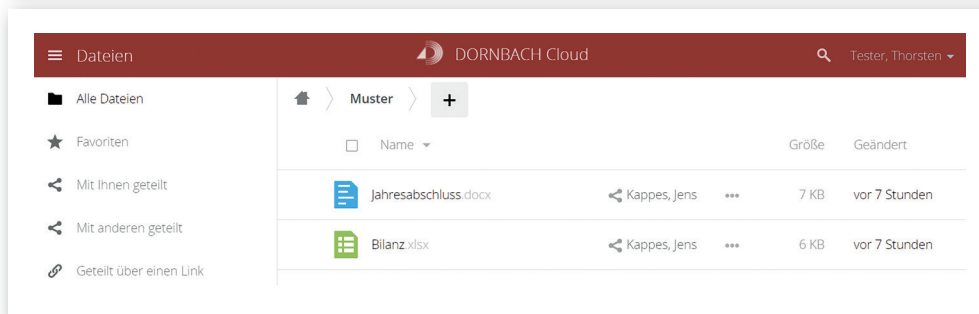 Dateien DORNBACH Cloud Tester, Thorsten
Alle Dateien
Favoriten
Mit Ihnen geteilt
Mit anderen geteilt
Geteilt über einen Link
Muster +
Name Größe Geändert
Jahresabschluss.docx Kappes, Jens 7 KB vor 7 Stunden
Bilanz.xlsx Kappes, Jens 6 KB vor 7 Stunden